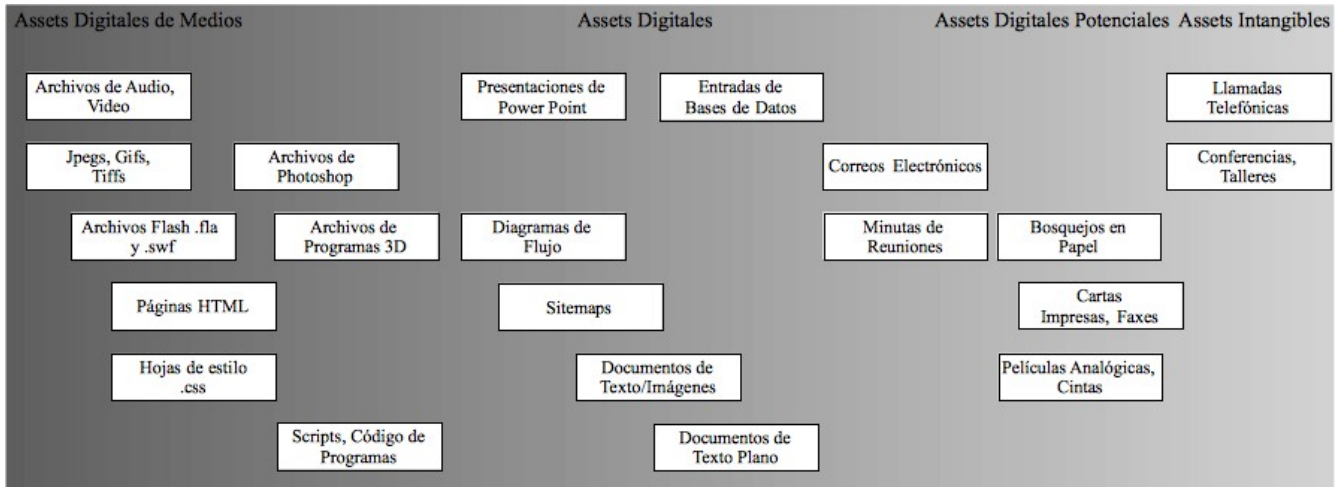 Assets Digitales de Medios
Assets Digitales
Assets Digitales Potenciales
Assets Intangibles
Archivos de Audio,
Video
Presentaciones de
Power Point
Entradas de
Bases de Datos
Llamadas
Telefónicas
Jpegs, Gifs,
Tiffs
Archivos de
Photoshop
Correos Electrónicos
Conferencias,
Talleres
Archivos Flash .fla
y .swf
Archivos de
Programas 3D
Diagramas de
Flujo
Minutas de
Reuniones
Bosquejos en
Papel
Páginas HTML
Sitemaps
Cartas
Impresas, Faxes
Hojas de estilo
.css
Documentos de
Texto/Imágenes
Películas Analógicas,
Cintas
Scripts, Código de
Programas
Documentos de
Texto Plano